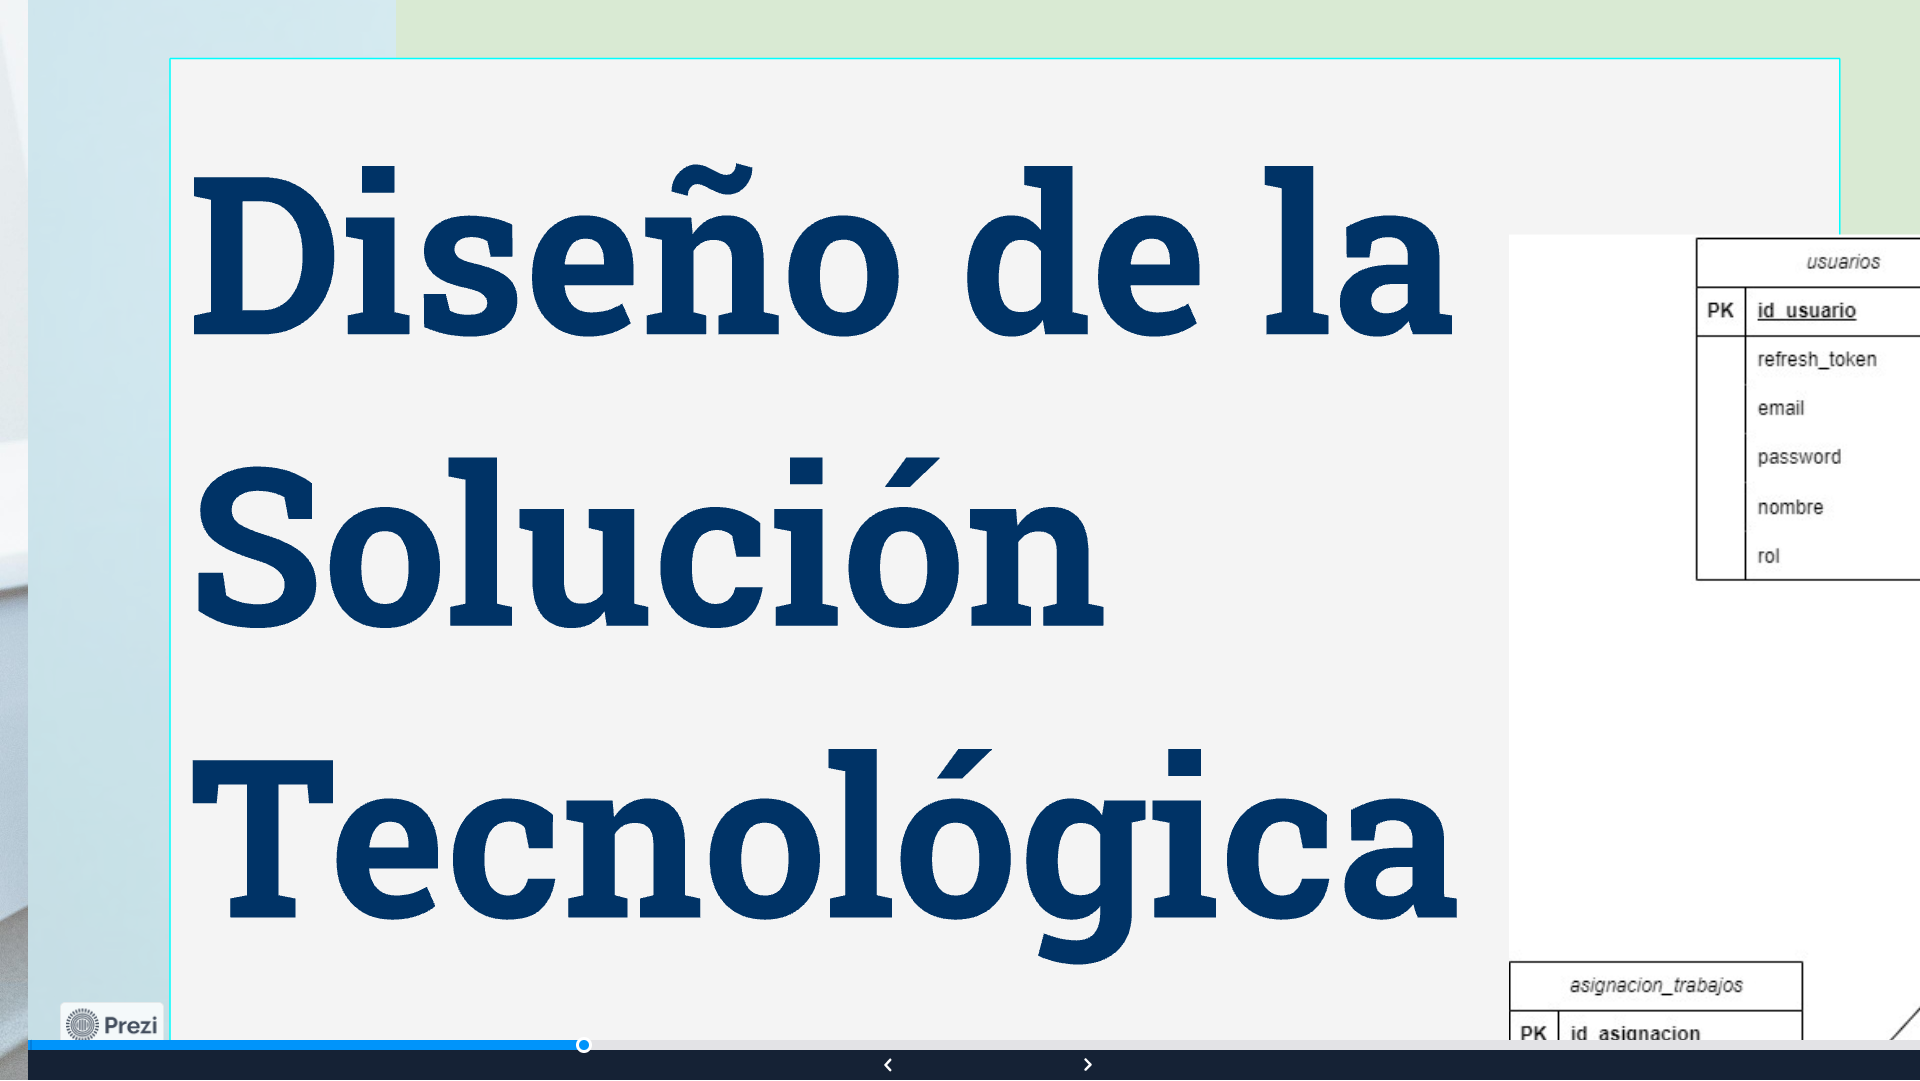 Diseño de la
Solución
Tecnológica
usuarios
PK id_usuario
refresh_token
email
password
nombre
rol
asignacion_trabajos
PK id_asignacion
Prezi